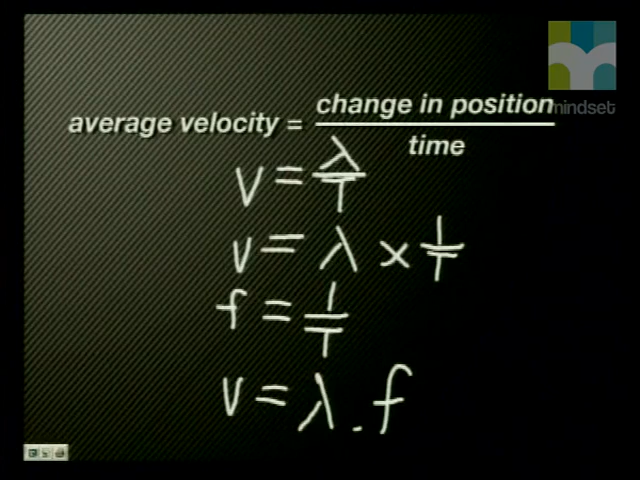 mindset
average velocity = change in position / time
v = λ / T
v = λ × 1 / T
f = 1 / T
v = λ . f